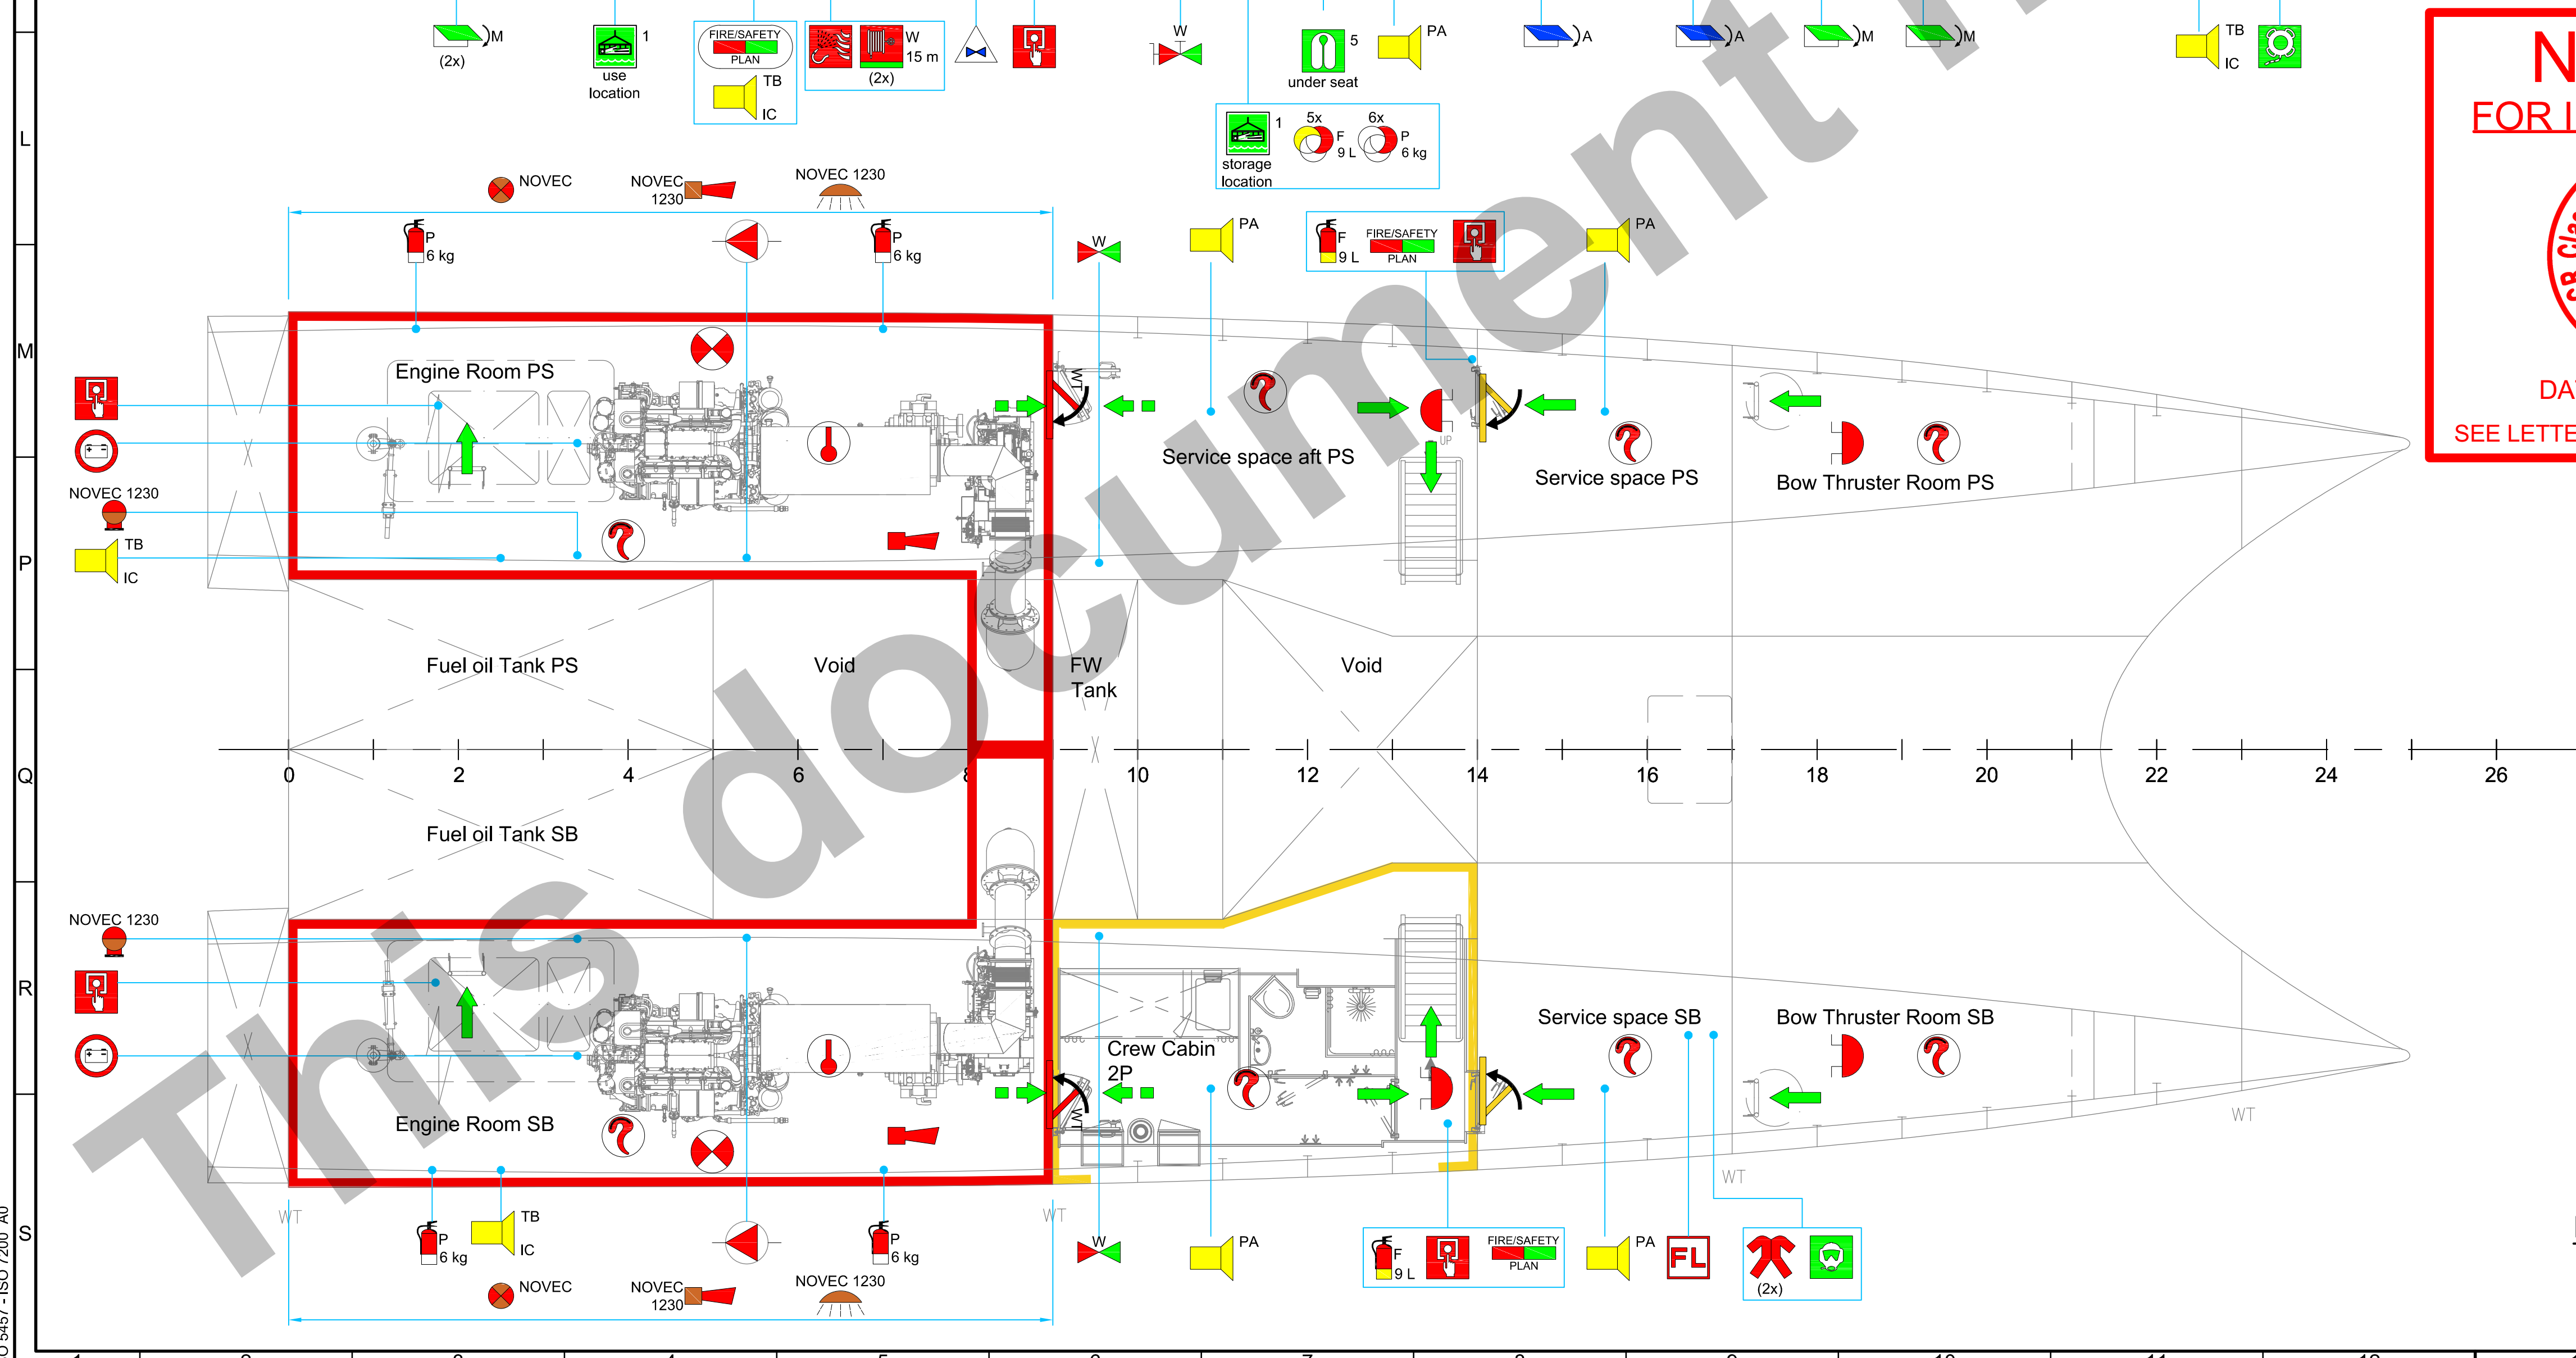 M
(2x)
1
use
location
FIRE/SAFETY
PLAN
TB
IC
W
15 m
(2x)
W
5
under seat
PA
A
A
M
M
TB
IC
FOR I
DA
SEE LETTE
L
1
storage
location
5x
F
9 L
6x
P
6 kg
NOVEC
NOVEC
1230
NOVEC 1230
P
6 kg
P
6 kg
W
PA
F
9 L
FIRE/SAFETY
PLAN
PA
M
Engine Room PS
WT
UP
Service space aft PS
Service space PS
Bow Thruster Room PS
NOVEC 1230
TB
IC
P
Fuel oil Tank PS
Void
FW
Tank
Void
Q
0 2 4 6 8 10 12 14 16 18 20 22 24 26
Fuel oil Tank SB
NOVEC 1230
R
Crew Cabin
2P
Service space SB
Bow Thruster Room SB
Engine Room SB
WT
WT
WT
WT
WT
S
P
6 kg
TB
IC
P
6 kg
W
PA
F
9 L
FIRE/SAFETY
PLAN
PA
FL
(2x)
NOVEC
NOVEC
1230
NOVEC 1230
This document